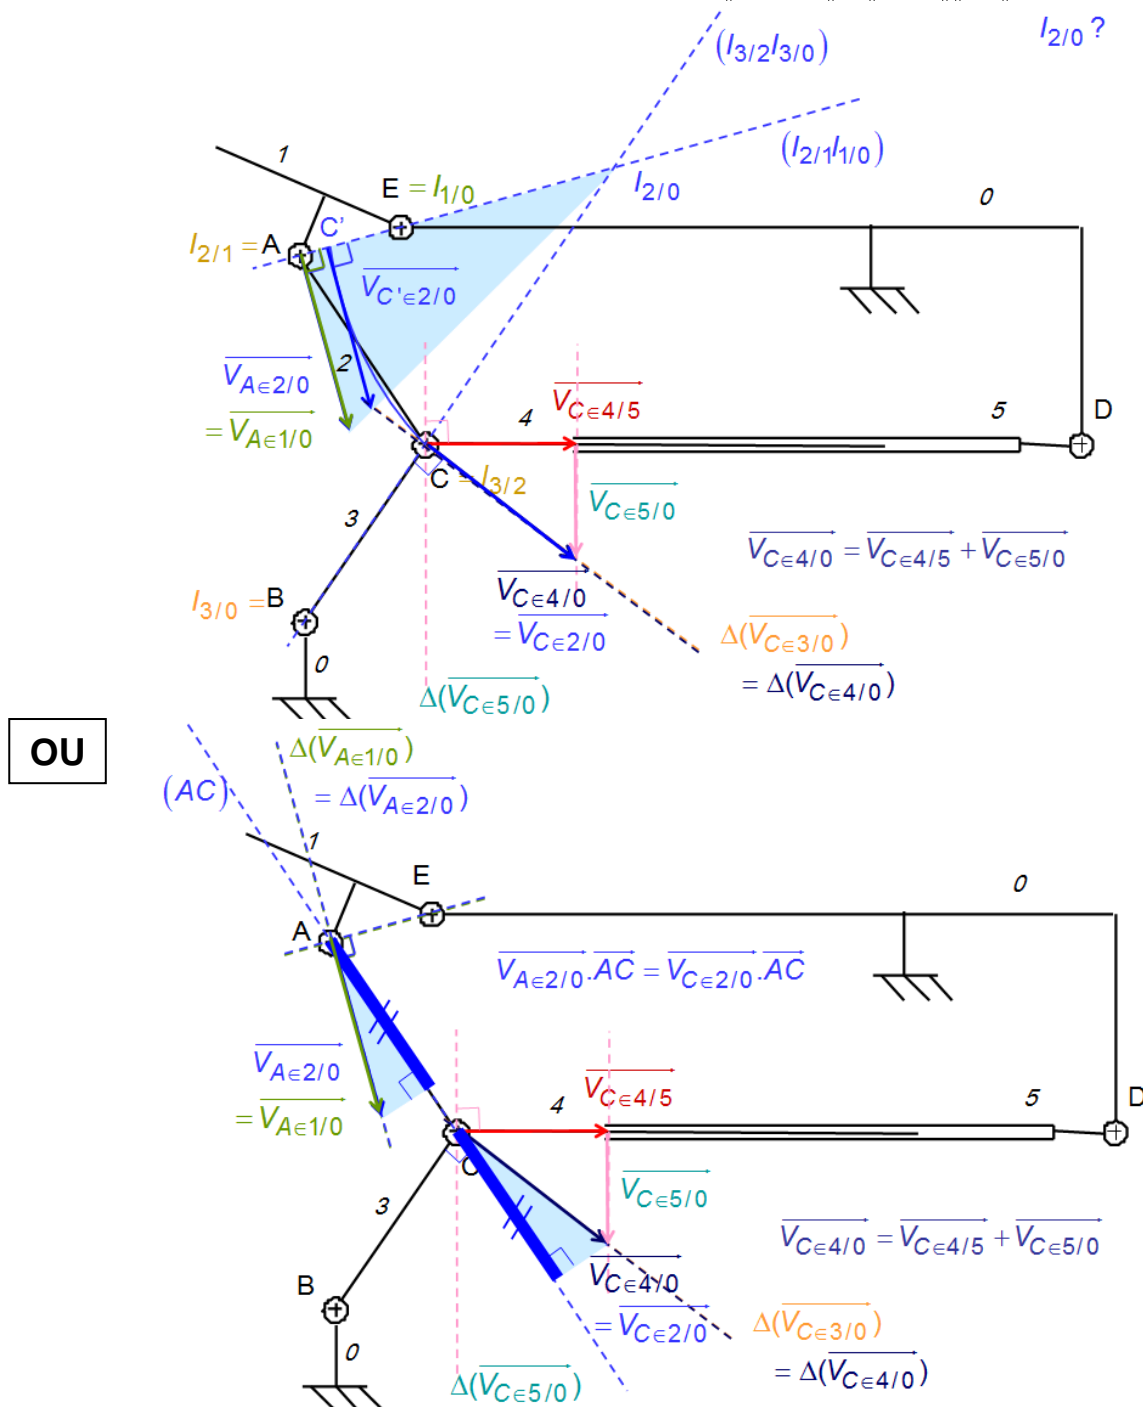 I2/0 ?
(I3/2I3/0)
1
(I2/1I1/0)
E = I1/0
I2/0
0
I2/1 = A
C'
VC'∈2/0
2
VA∈2/0
= VA∈1/0
4
VC∈4/5
5
D
C = I3/2
VC∈5/0
3
VC∈4/0 = VC∈4/5 + VC∈5/0
I3/0 = B
VC∈4/0
= VC∈2/0
Δ(VC∈3/0)
= Δ(VC∈4/0)
0
Δ(VC∈5/0)
OU
Δ(VA∈1/0)
= Δ(VA∈2/0)
(AC)
1
E
0
A
VA∈2/0.AC = VC∈2/0.AC
VA∈2/0
= VA∈1/0
4
VC∈4/5
5
D
C
VC∈5/0
3
VC∈4/0 = VC∈4/5 + VC∈5/0
B
VC∈4/0
= VC∈2/0
Δ(VC∈3/0)
= Δ(VC∈4/0)
0
Δ(VC∈5/0)